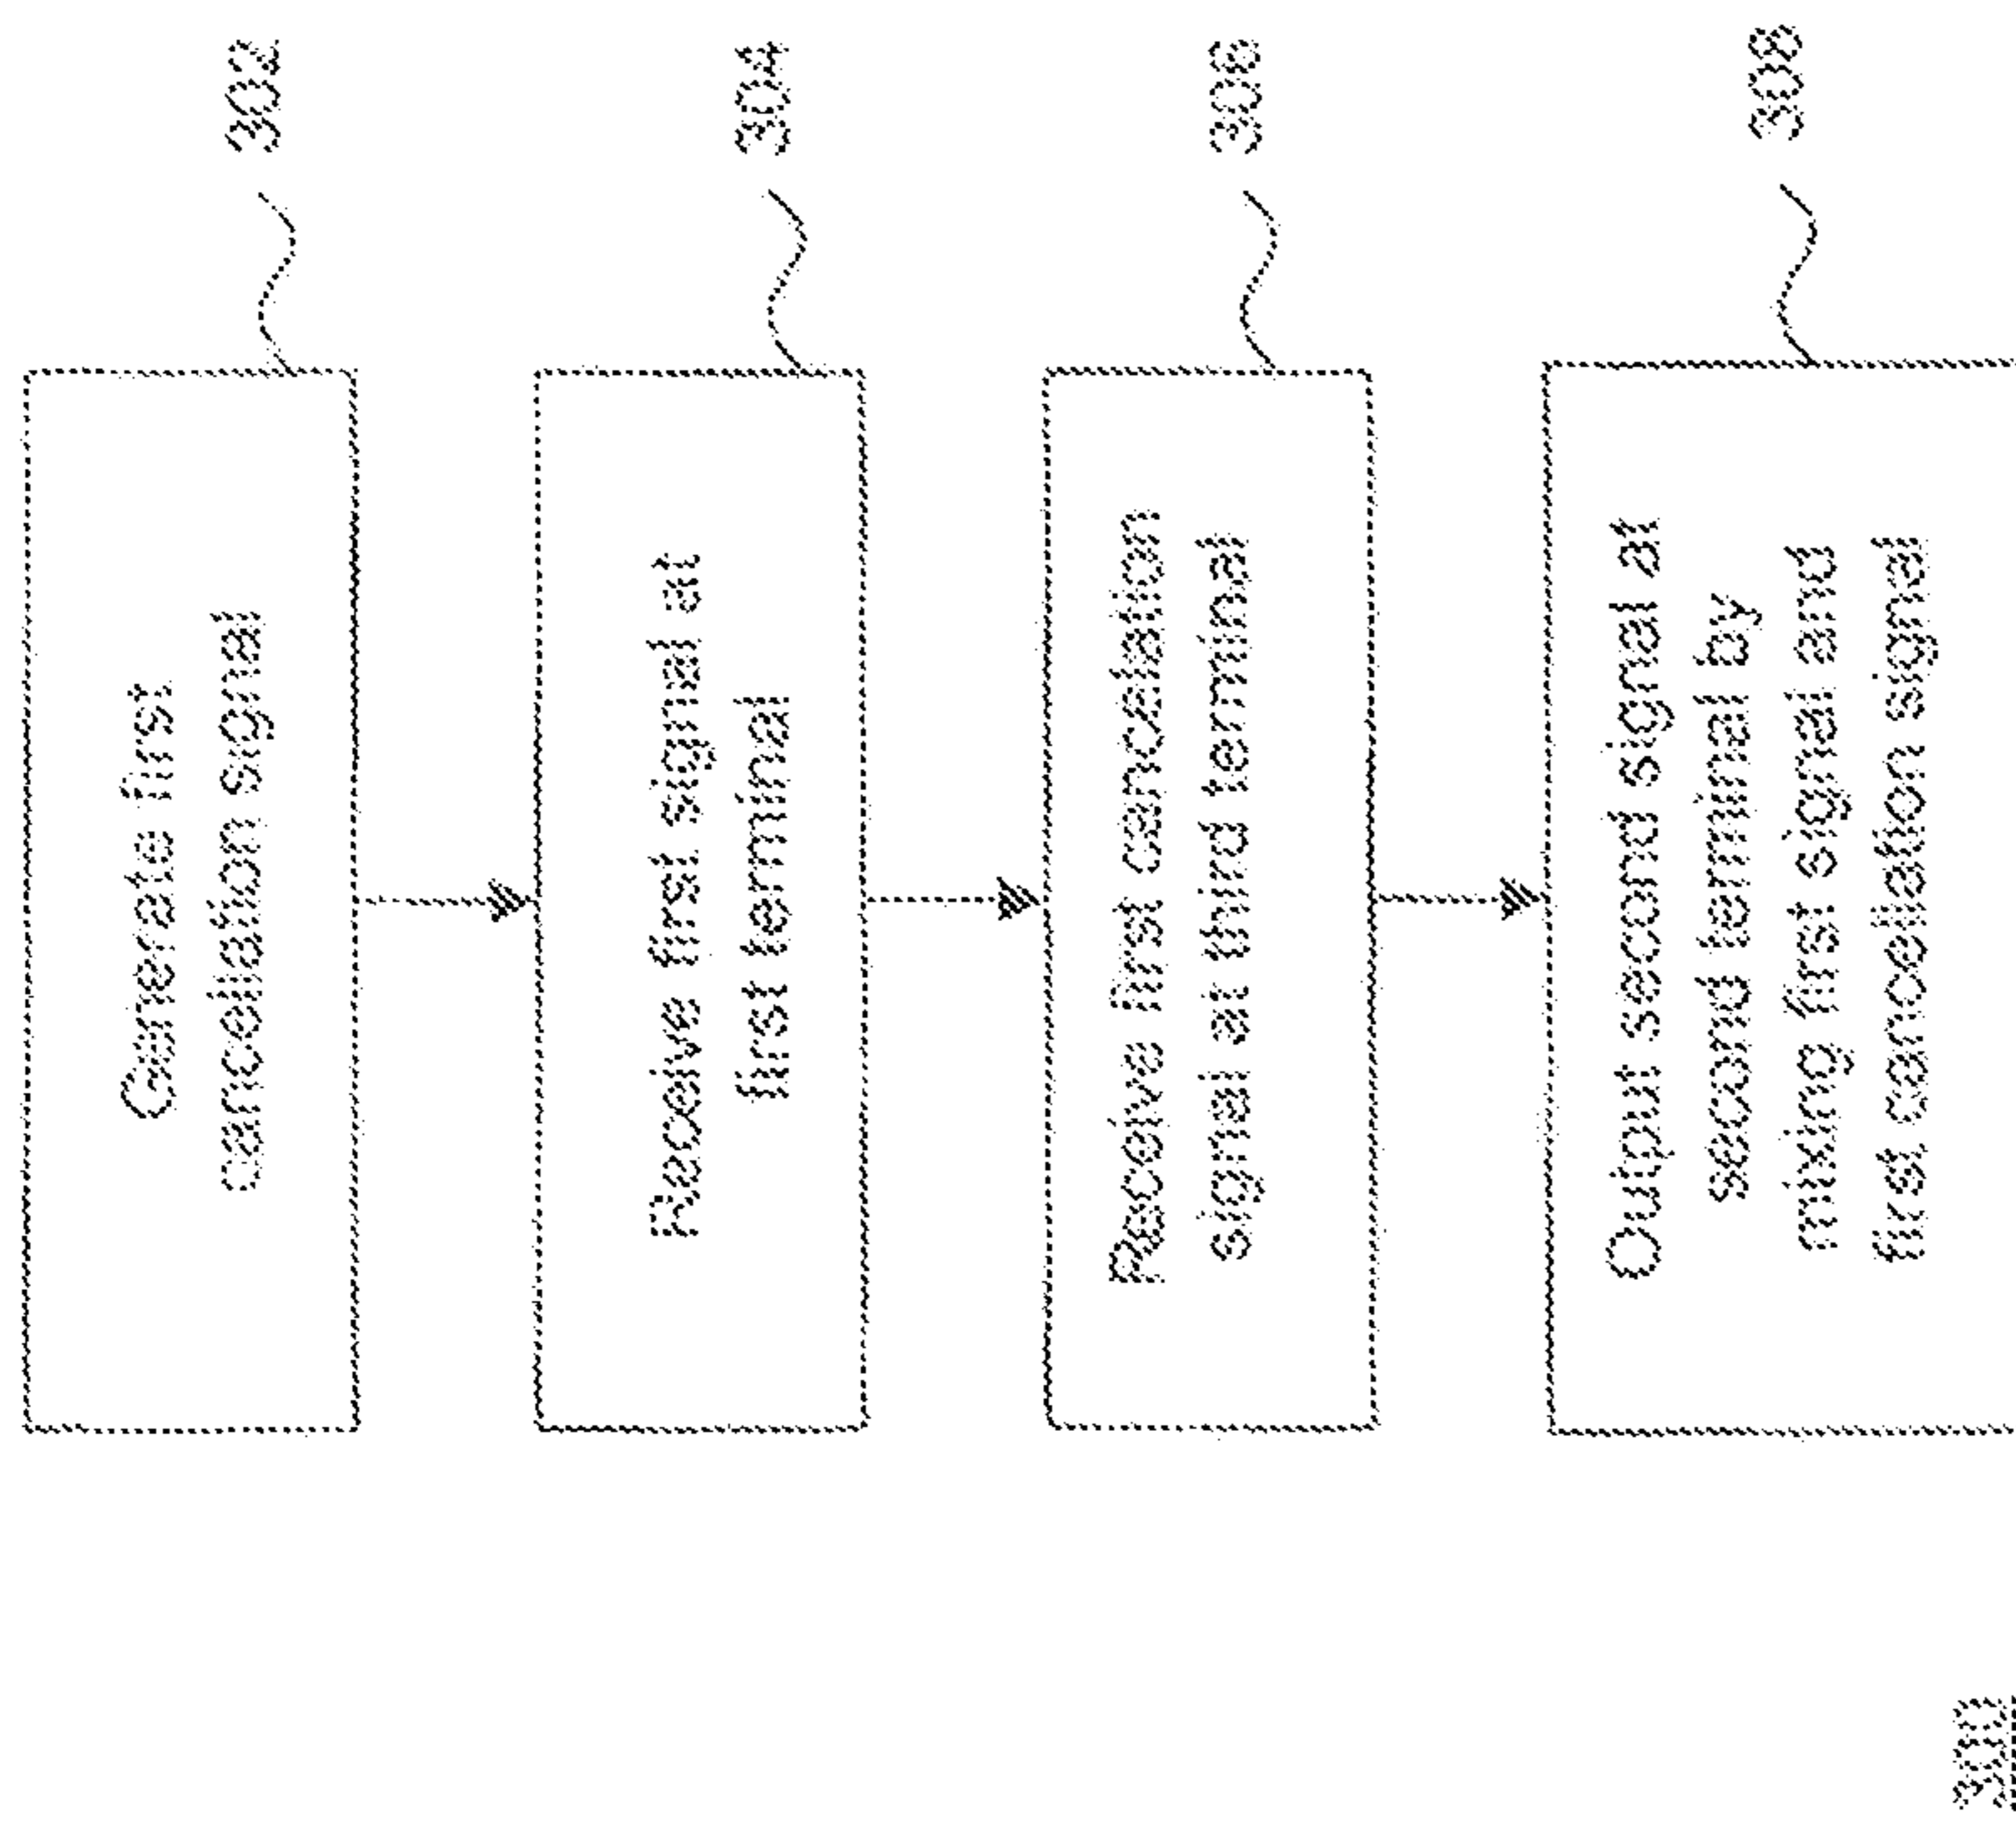 Generate first
cancellation signal
302
Receive first signal at
first terminal
304
Receive first cancellation
signal at third terminal
306
Output second signal at
second terminal by
mixing first signal and
first cancellation signal
308
300